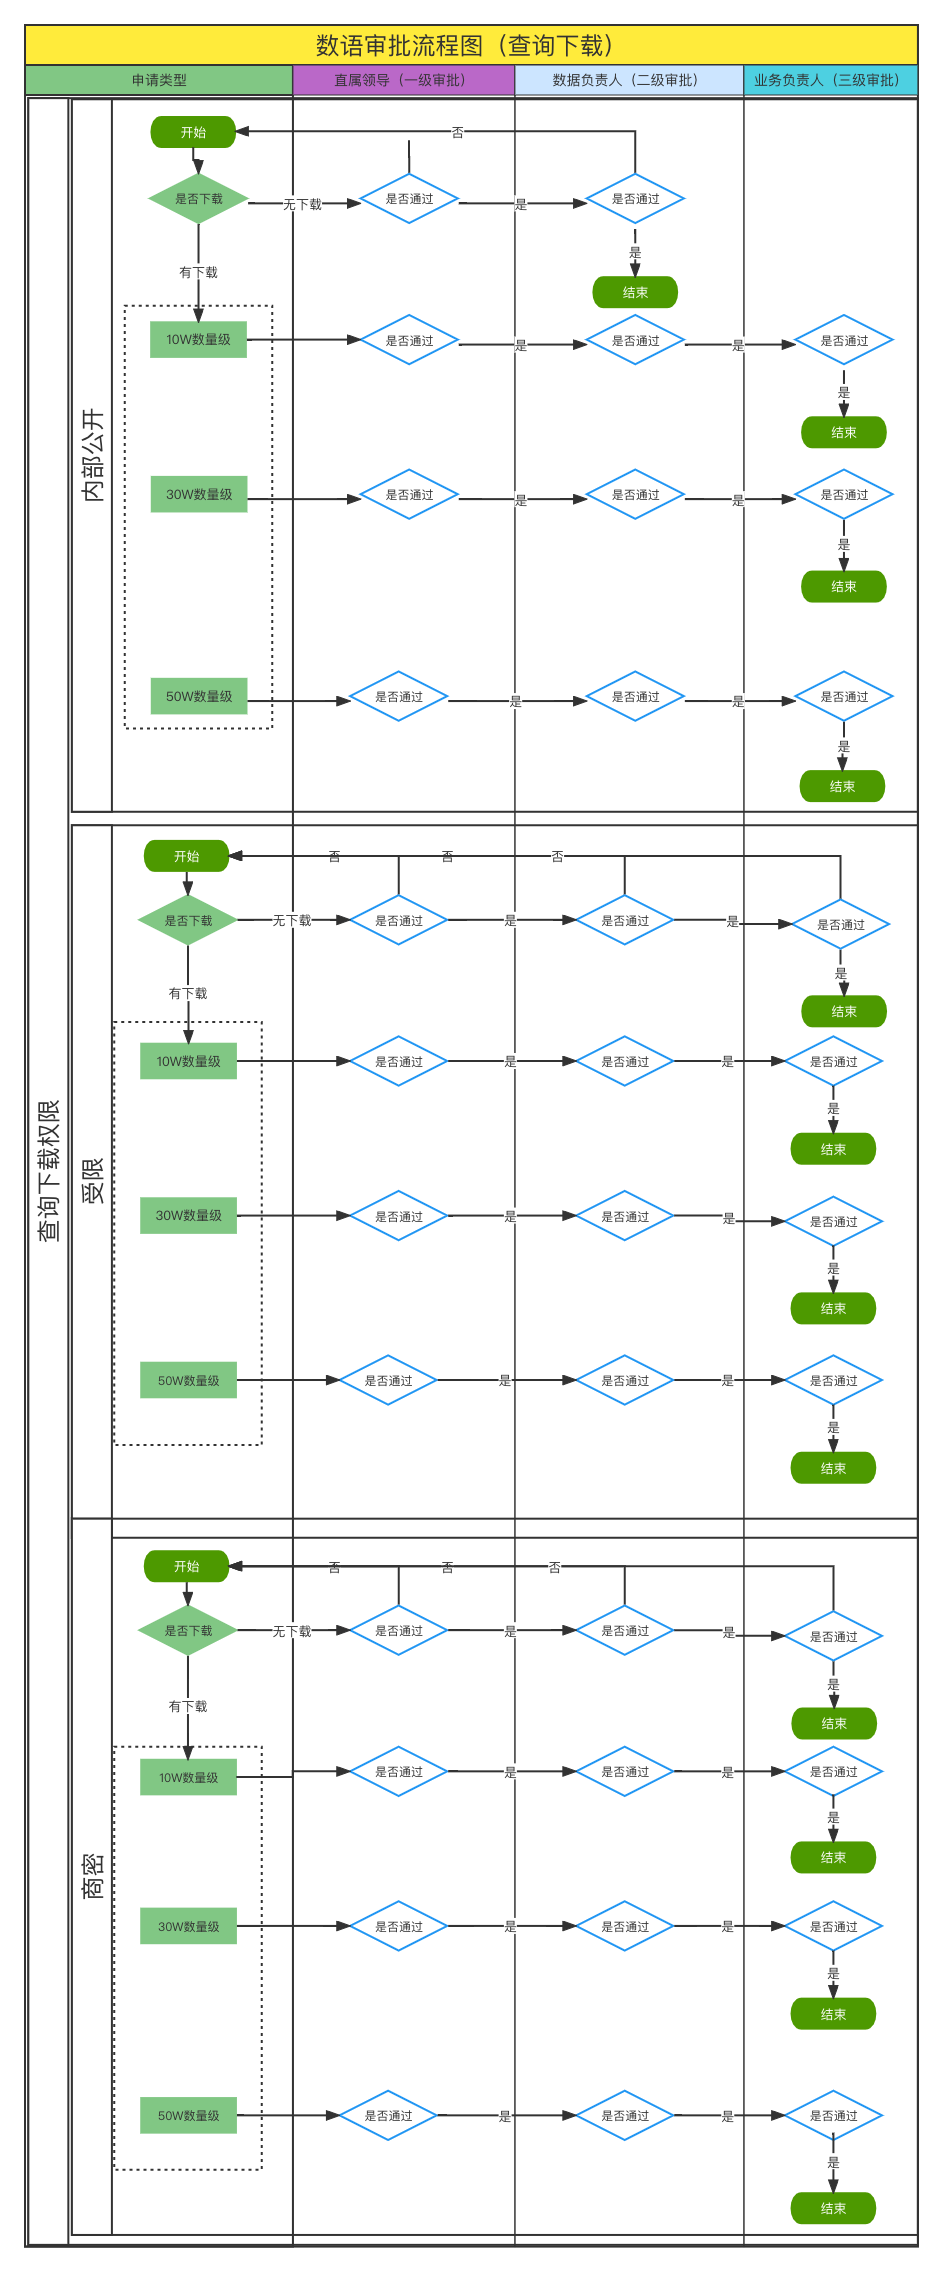 数语审批流程图（查询下载）
申请类型
直属领导（一级审批）
数据负责人（二级审批）
业务负责人（三级审批）
查询下载权限
内部公开
开始
否
是否下载
无下载
是否通过
是
是否通过
有下载
是
结束
10W数量级
是否通过
是
是否通过
是
是否通过
是
结束
30W数量级
是否通过
是
是否通过
是
是否通过
是
结束
50W数量级
是否通过
是
是否通过
是
是否通过
是
结束
受限
开始
否
否
否
是否下载
无下载
是否通过
是
是否通过
是
是否通过
有下载
是
结束
10W数量级
是否通过
是
是否通过
是
是否通过
是
结束
30W数量级
是否通过
是
是否通过
是
是否通过
是
结束
50W数量级
是否通过
是
是否通过
是
是否通过
是
结束
商密
开始
否
否
否
是否下载
无下载
是否通过
是
是否通过
是
是否通过
有下载
是
结束
10W数量级
是否通过
是
是否通过
是
是否通过
是
结束
30W数量级
是否通过
是
是否通过
是
是否通过
是
结束
50W数量级
是否通过
是
是否通过
是
是否通过
是
结束